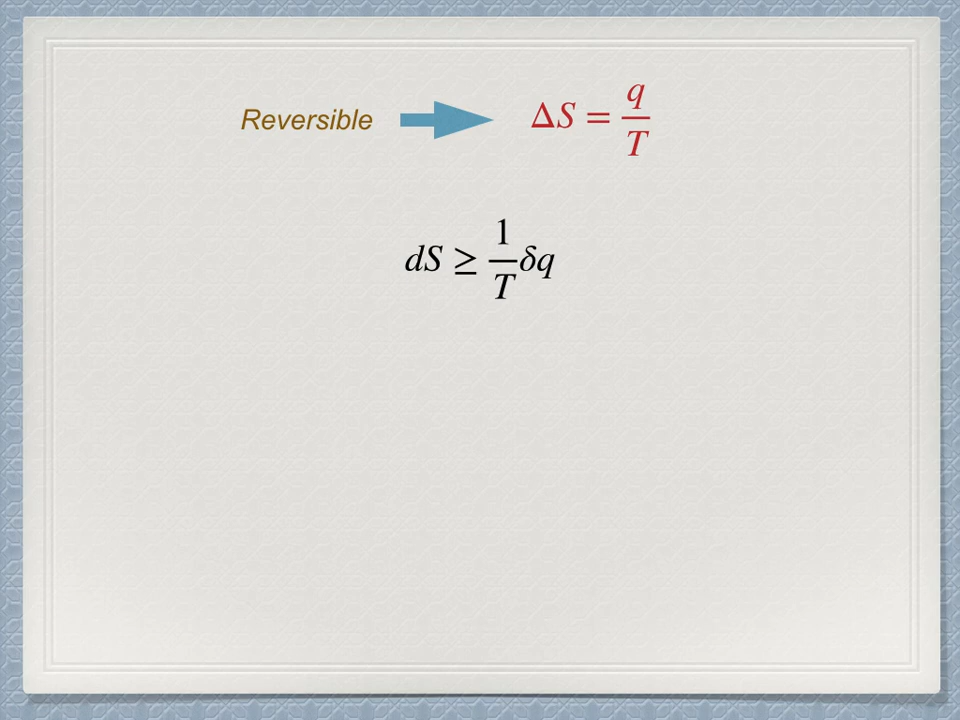 Reversible ΔS = q/T
dS ≥ 1/T δq